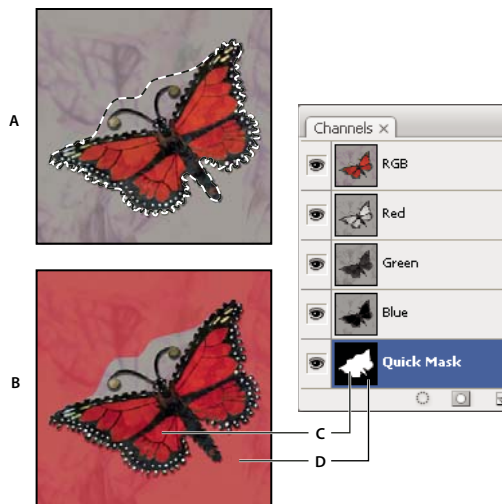 A
Channels ×
RGB
Red
Green
Blue
B
Quick Mask
C
D